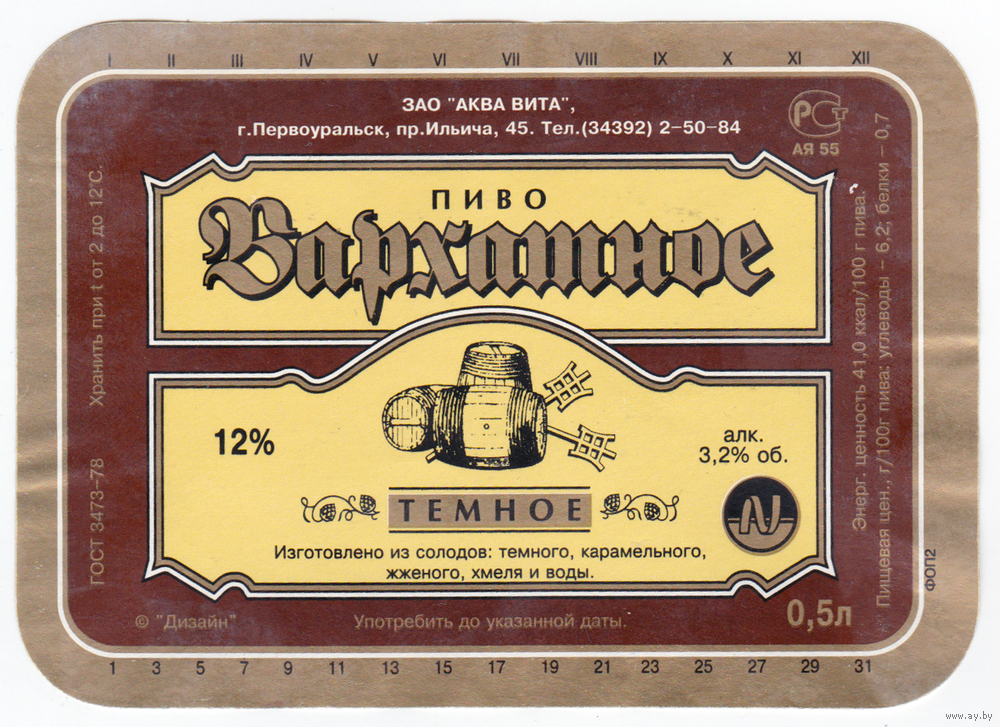 I II III IV V VI VII VIII IX X XI XII
ЗАО "АКВА ВИТА",
г.Первоуральск, пр.Ильича, 45. Тел.(34392) 2-50-84
РСТ
АЯ 55
ПИВО
Бархатное
12%
алк.
3,2% об.
ТЕМНОЕ
Изготовлено из солодов: темного, карамельного,
жженого, хмеля и воды.
ГОСТ 3473-78 Хранить при t от 2 до 12°С.
Энерг. ценность 41,0 ккал/100 г пива.
Пищевая цен., г/100г пива: углеводы – 6,2; белки – 0,7
ФОП2
© "Дизайн"
Употребить до указанной даты.
0,5л
1 3 5 7 9 11 13 15 17 19 21 23 25 27 29 31
www.ay.by